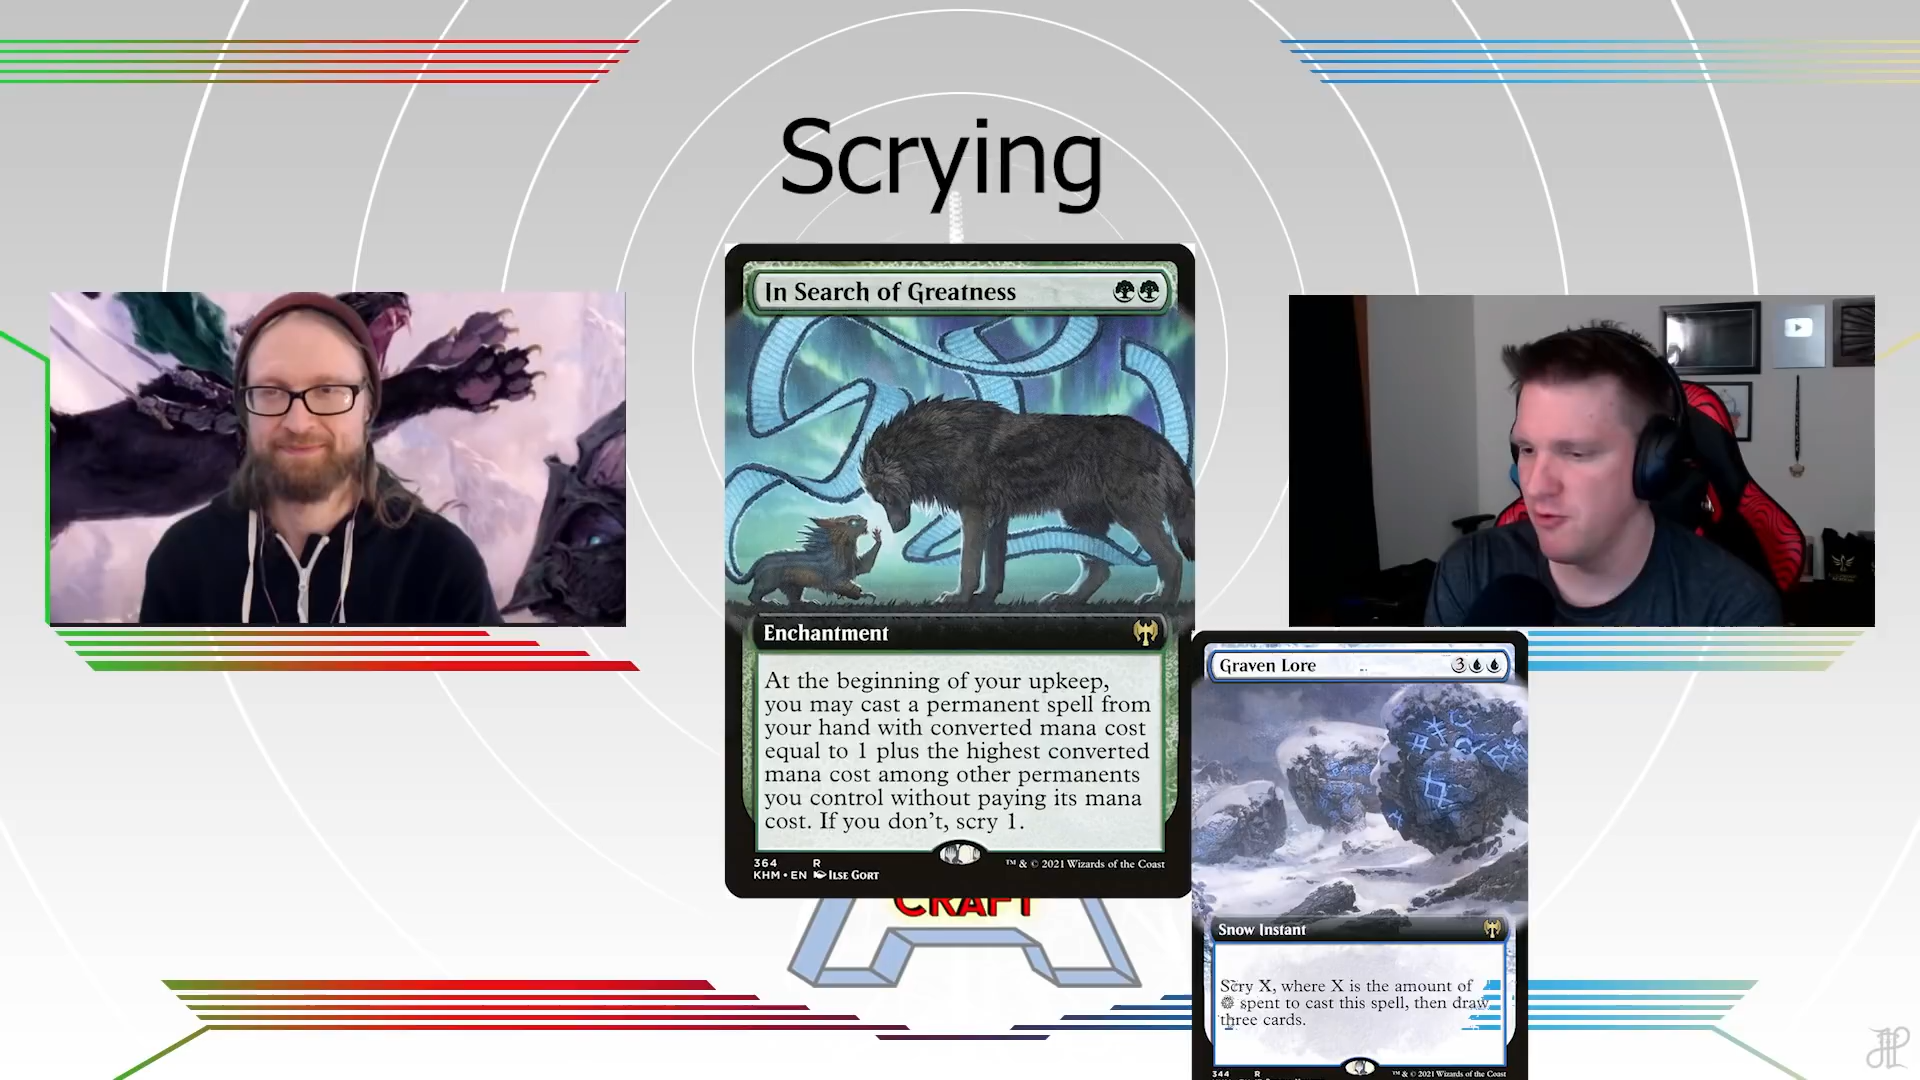 Scrying
In Search of Greatness
Enchantment
At the beginning of your upkeep,
you may cast a permanent spell from
your hand with converted mana cost
equal to 1 plus the highest converted
mana cost among other permanents
you control without paying its mana
cost. If you don't, scry 1.
364 R
KHM • EN ILSE GORT
™ & © 2021 Wizards of the Coast
CRAFT
Graven Lore 3
Snow Instant
Scry X, where X is the amount of
spent to cast this spell, then draw
three cards.
344 R
™ & © 2021 Wizards of the Coast